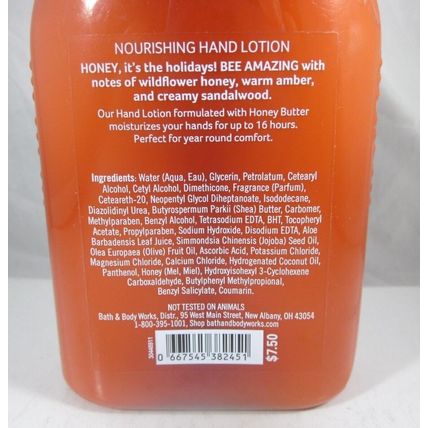 NOURISHING HAND LOTION
HONEY, it's the holidays! BEE AMAZING with
notes of wildflower honey, warm amber,
and creamy sandalwood.
Our Hand Lotion formulated with Honey Butter
moisturizes your hands for up to 16 hours.
Perfect for year round comfort.
Ingredients: Water (Aqua, Eau), Glycerin, Petrolatum, Cetearyl
Alcohol, Cetyl Alcohol, Dimethicone, Fragrance (Parfum),
Ceteareth-20, Neopentyl Glycol Diheptanoate, Isododecane,
Diazolidinyl Urea, Butyrospermum Parkii (Shea) Butter, Carbomer,
Methylparaben, Benzyl Alcohol, Tetrasodium EDTA, BHT, Tocopheryl
Acetate, Propylparaben, Sodium Hydroxide, Disodium EDTA, Aloe
Barbadensis Leaf Juice, Simmondsia Chinensis (Jojoba) Seed Oil,
Olea Europaea (Olive) Fruit Oil, Ascorbic Acid, Potassium Chloride,
Magnesium Chloride, Calcium Chloride, Hydrogenated Coconut Oil,
Panthenol, Honey (Mel, Miel), Hydroxyisohexyl 3-Cyclohexene
Carboxaldehyde, Butylphenyl Methylpropional,
Benzyl Salicylate, Coumarin.
NOT TESTED ON ANIMALS
Bath & Body Works, Distr., 95 West Main Street, New Albany, OH 43054
1-800-395-1001, Shop bathandbodyworks.com
0 667545 382451
$7.50